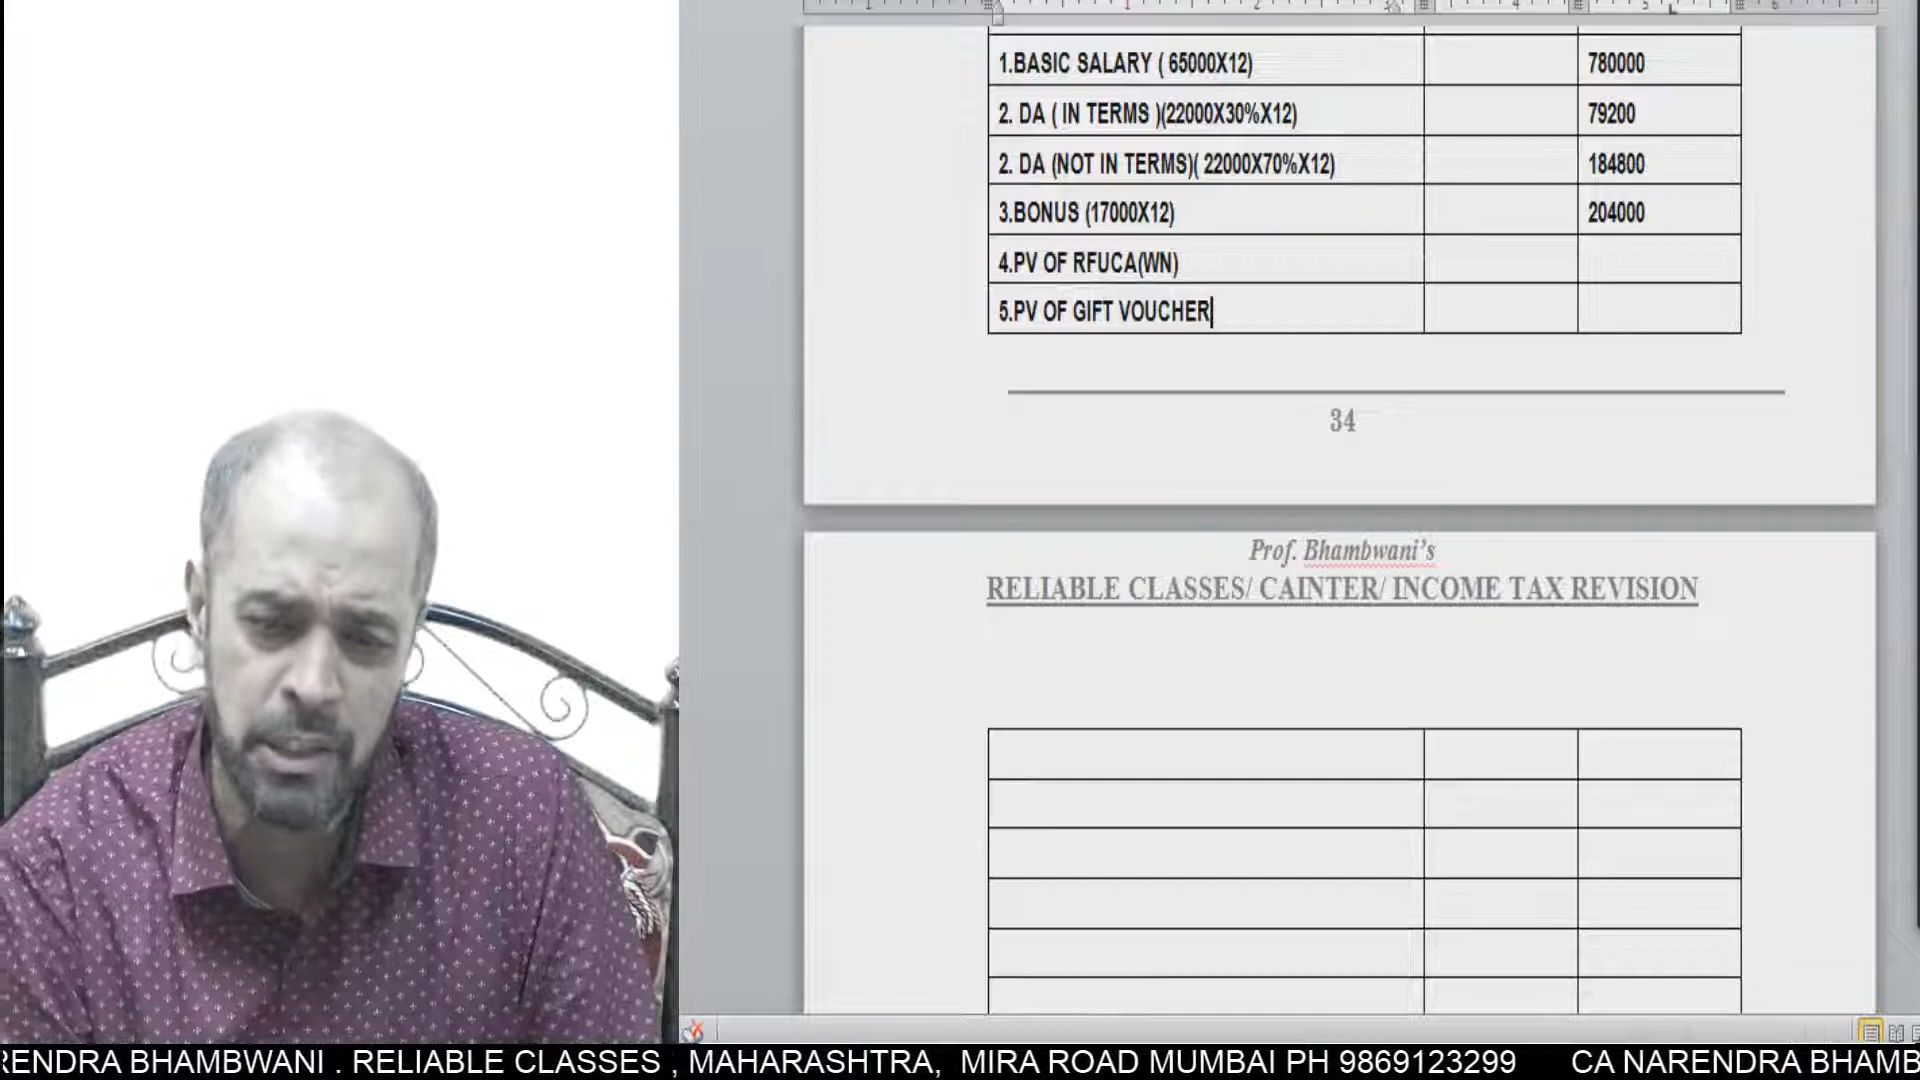 1.BASIC SALARY ( 65000X12) 780000
2. DA ( IN TERMS )(22000X30%X12) 79200
2. DA (NOT IN TERMS)( 22000X70%X12) 184800
3.BONUS (17000X12) 204000
4.PV OF RFUCA(WN)
5.PV OF GIFT VOUCHER
34
Prof. Bhambwani's
RELIABLE CLASSES/ CAINTER/ INCOME TAX REVISION
RENDRA BHAMBWANI . RELIABLE CLASSES , MAHARASHTRA, MIRA ROAD MUMBAI PH 9869123299 CA NARENDRA BHAMB